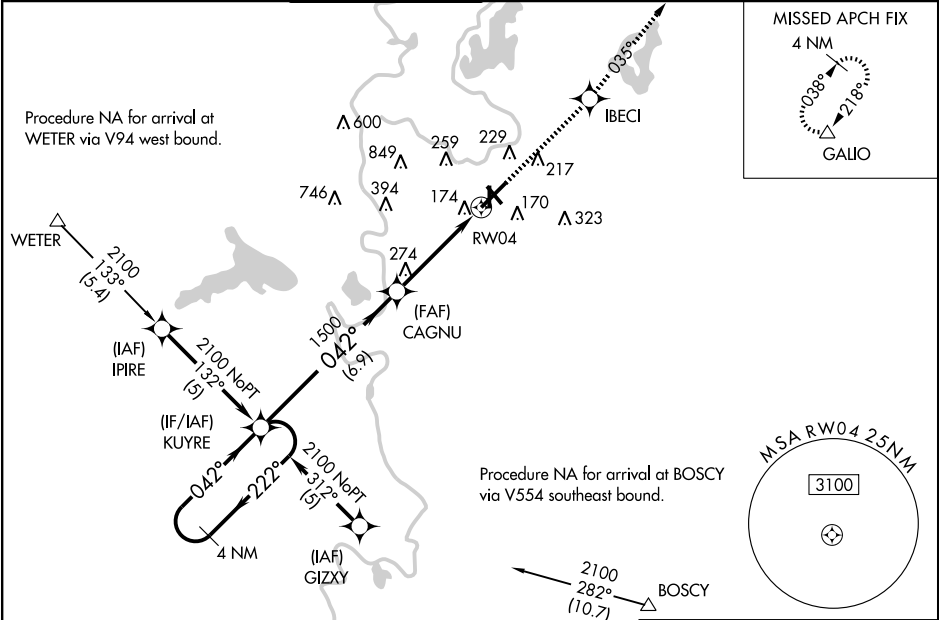 MISSED APCH FIX
4 NM
038°
218°
GALIO
035°
IBECI
Procedure NA for arrival at
WETER via V94 west bound.
600
849
259
229
217
746
394
174
170
323
RW04
WETER
2100
133°
(5.4)
274
(FAF)
CAGNU
(IAF)
IPIRE
2100 NoPT
132°
(5)
1500
042°
(6.9)
(IF/IAF)
KUYRE
042°
222°
4 NM
2100 NoPT
312°
(5)
(IAF)
GIZXY
Procedure NA for arrival at BOSCY
via V554 southeast bound.
2100
282°
(10.7)
BOSCY
MSA RW04 25NM
3100